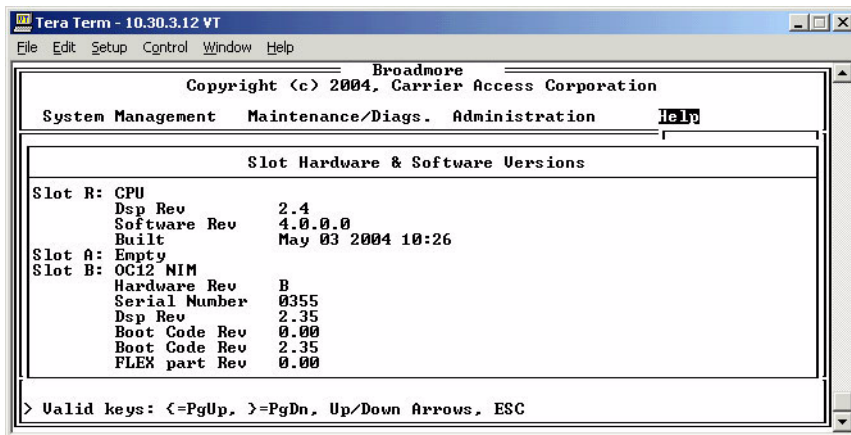 Tera Term - 10.30.3.12 VT
File Edit Setup Control Window Help
Broadmore
Copyright (c) 2004, Carrier Access Corporation
System Management Maintenance/Diags. Administration Help
Slot Hardware & Software Versions
Slot R: CPU
Dsp Rev 2.4
Software Rev 4.0.0.0
Built May 03 2004 10:26
Slot A: Empty
Slot B: OC12 NIM
Hardware Rev B
Serial Number 0355
Dsp Rev 2.35
Boot Code Rev 0.00
Boot Code Rev 2.35
FLEX part Rev 0.00
> Valid keys: {=PgUp, }=PgDn, Up/Down Arrows, ESC